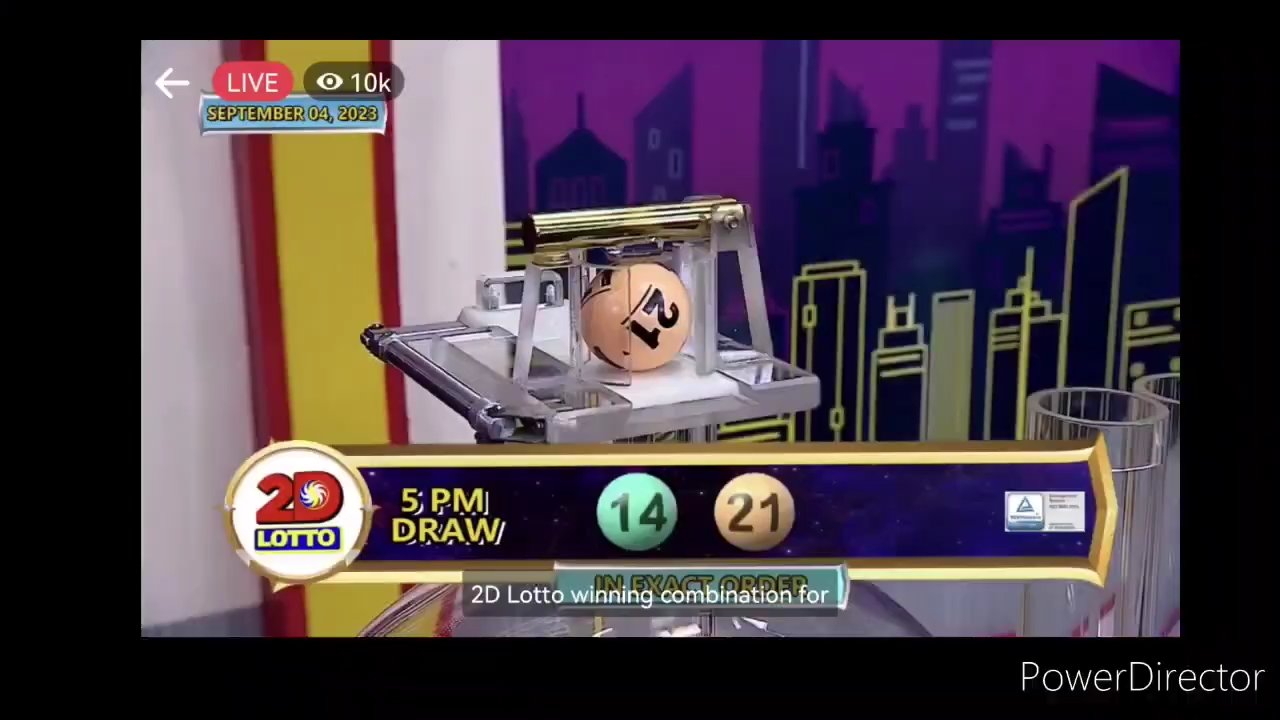 LIVE
10k
SEPTEMBER 04, 2023
21
2D
LOTTO
5 PM
DRAW
14
21
IN EXACT ORDER
2D Lotto winning combination for
PowerDirector